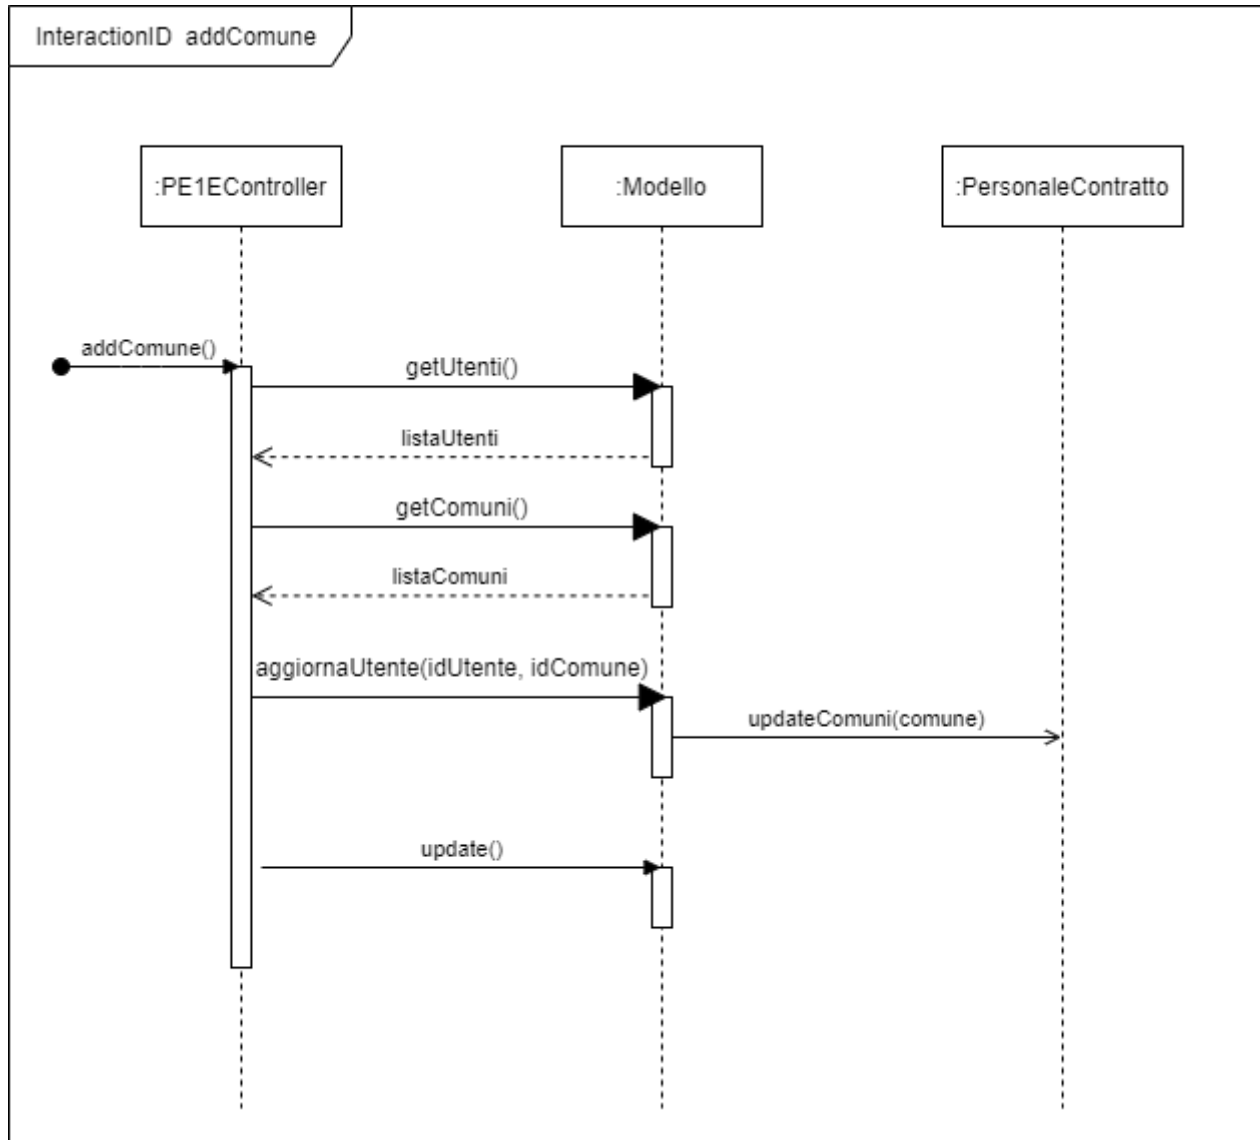 InteractionID addComune
:PE1EController
:Modello
:PersonaleContratto
addComune()
getUtenti()
listaUtenti
getComuni()
listaComuni
aggiornaUtente(idUtente, idComune)
updateComuni(comune)
update()